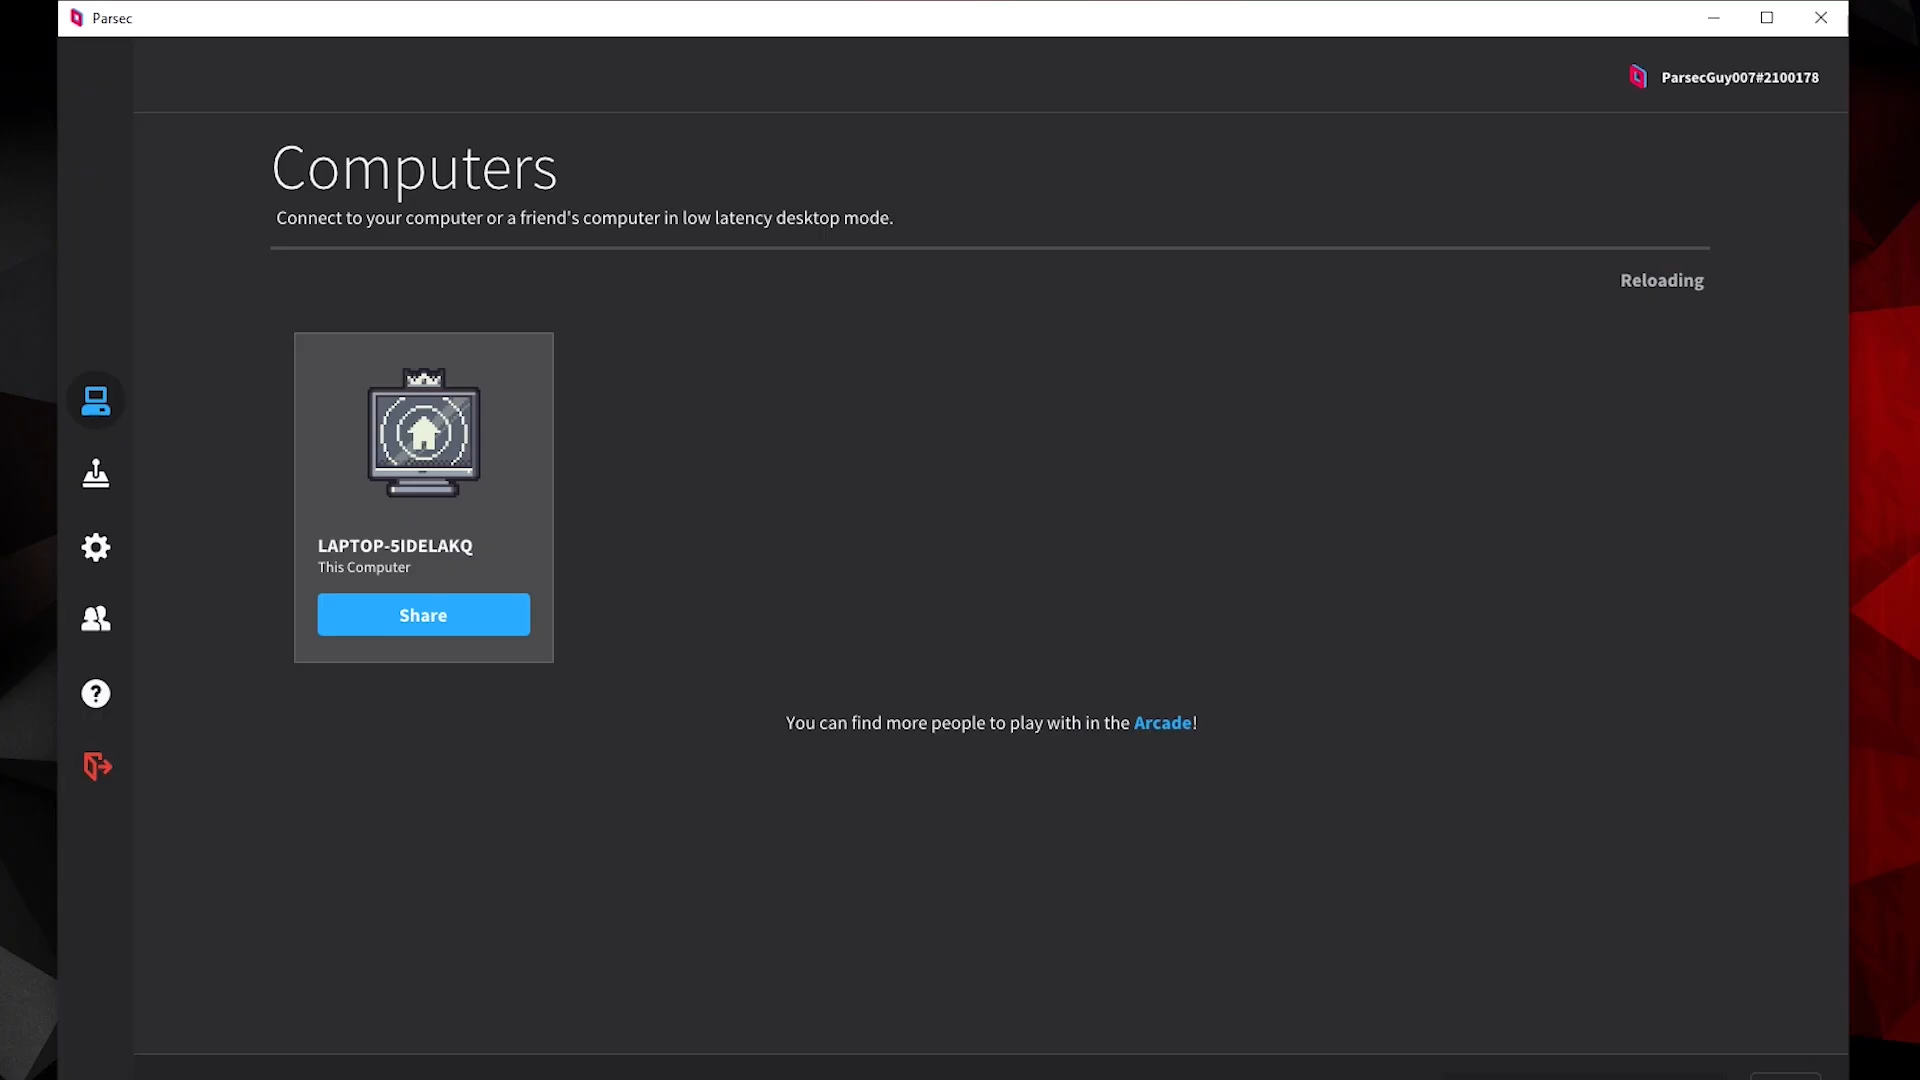 Parsec
ParsecGuy007#2100178
Computers
Connect to your computer or a friend's computer in low latency desktop mode.
Reloading
LAPTOP-5IDELAKQ
This Computer
Share
You can find more people to play with in the Arcade!